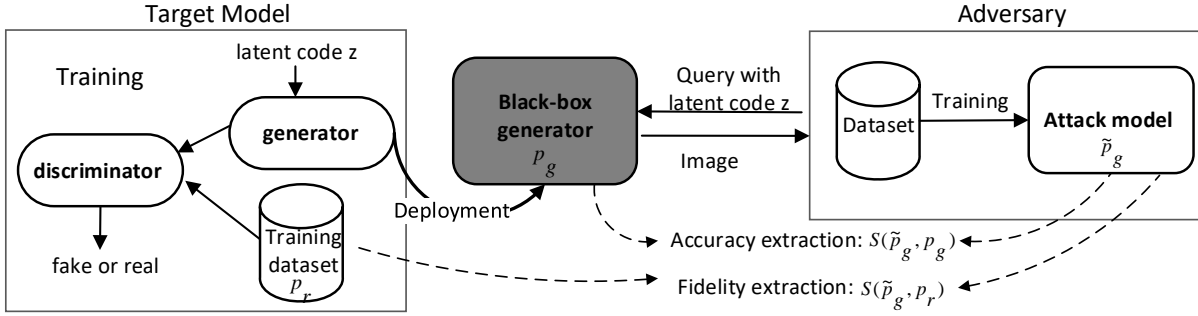 Target Model
Adversary
latent code z
Training
generator
discriminator
Training
dataset
p_r
fake or real
Deployment
Black-box
generator
p_g
Query with
latent code z
Image
Dataset
Training
Attack model
p̃_g
Accuracy extraction: S(p̃_g, p_g)
Fidelity extraction: S(p̃_g, p_r)